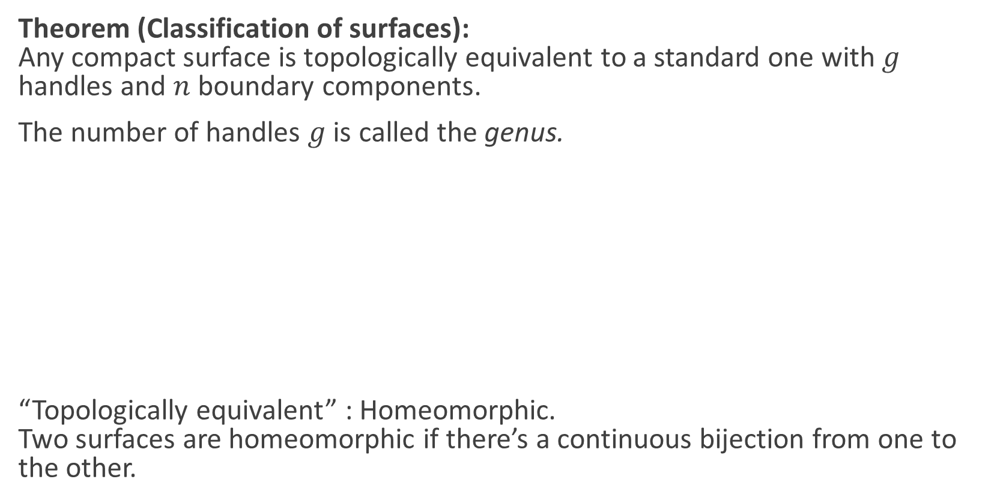 Theorem (Classification of surfaces):
Any compact surface is topologically equivalent to a standard one with g
handles and n boundary components.
The number of handles g is called the genus.
“Topologically equivalent” : Homeomorphic.
Two surfaces are homeomorphic if there’s a continuous bijection from one to
the other.